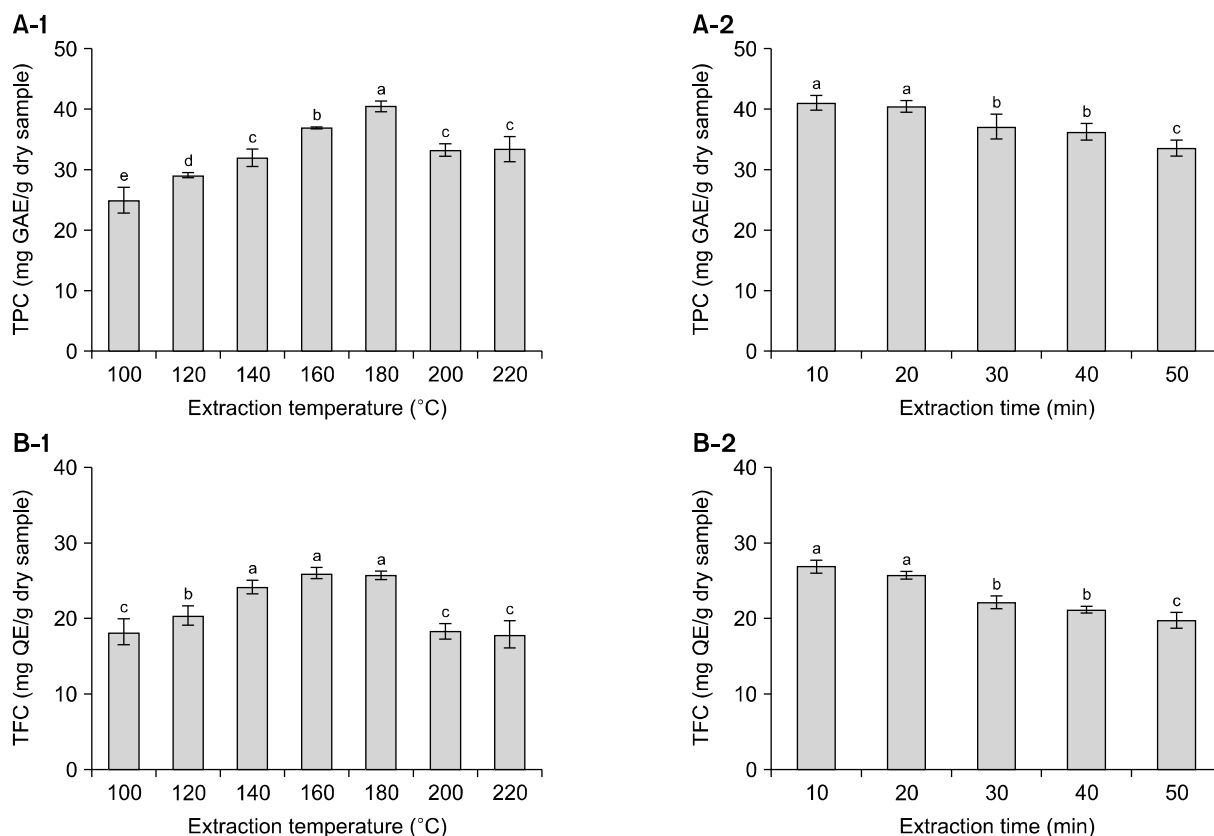 A-1
TPC (mg GAE/g dry sample)
50
40
30
20
10
0
e
d
c
b
a
c
c
100 120 140 160 180 200 220
Extraction temperature (°C)
A-2
TPC (mg GAE/g dry sample)
50
40
30
20
10
0
a
a
b
b
c
10 20 30 40 50
Extraction time (min)
B-1
TFC (mg QE/g dry sample)
40
30
20
10
0
c
b
a
a
a
c
c
100 120 140 160 180 200 220
Extraction temperature (°C)
B-2
TFC (mg QE/g dry sample)
40
30
20
10
0
a
a
b
b
c
10 20 30 40 50
Extraction time (min)